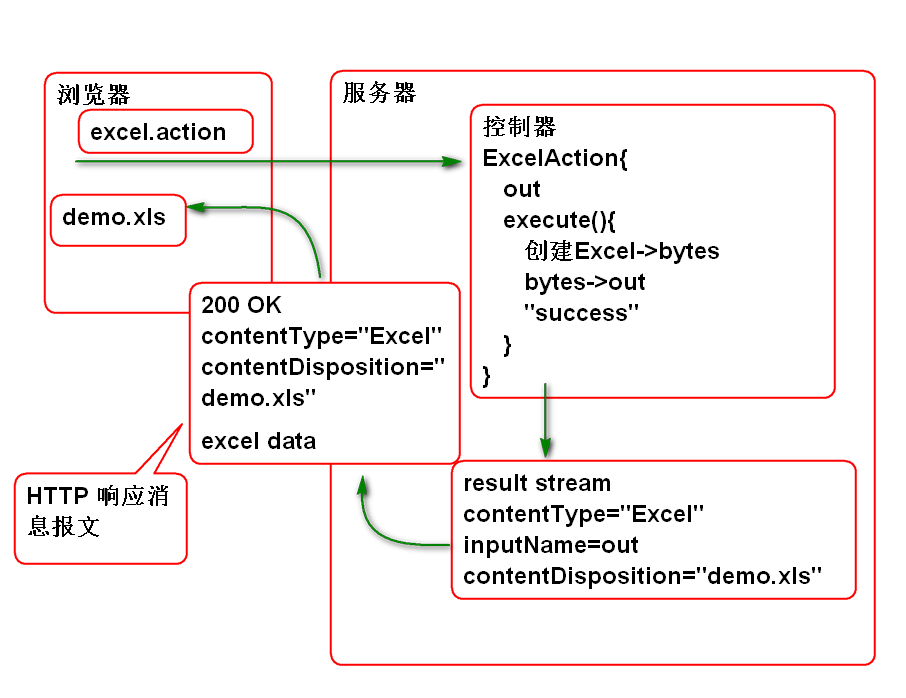 浏览器
excel.action
demo.xls
服务器
控制器
ExcelAction{
out
execute(){
创建Excel->bytes
bytes->out
"success"
}
}
200 OK
contentType="Excel"
contentDisposition="
demo.xls"
excel data
HTTP 响应消
息报文
result stream
contentType="Excel"
inputName=out
contentDisposition="demo.xls"